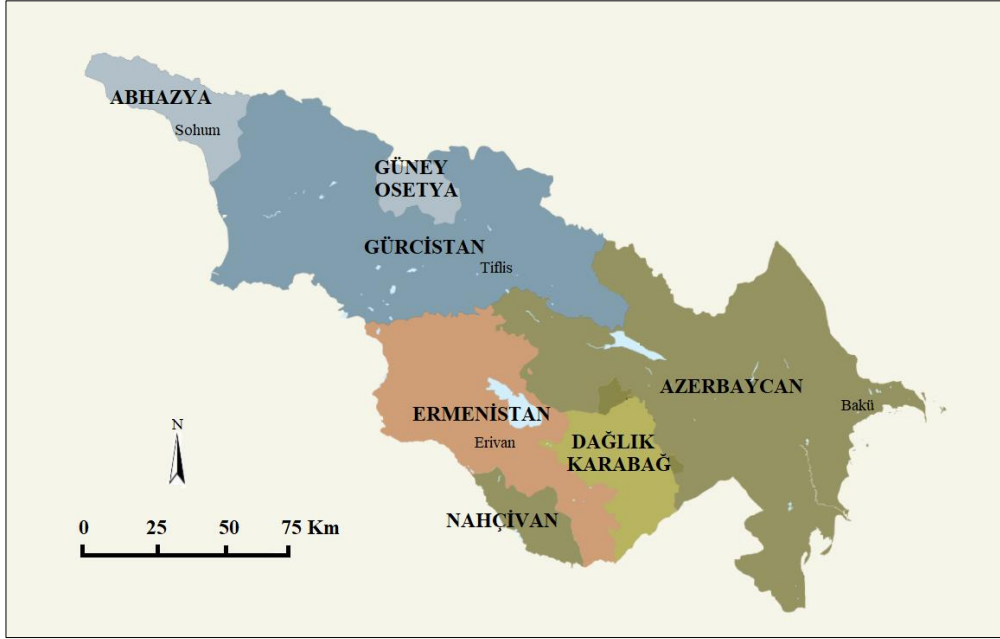 ABHAZYA
Sohum
GÜNEY
OSETYA
GÜRCİSTAN
Tiflis
AZERBAYCAN
Bakü
ERMENİSTAN
Erivan
DAĞLIK
KARABAĞ
N
NAHÇİVAN
0 25 50 75 Km